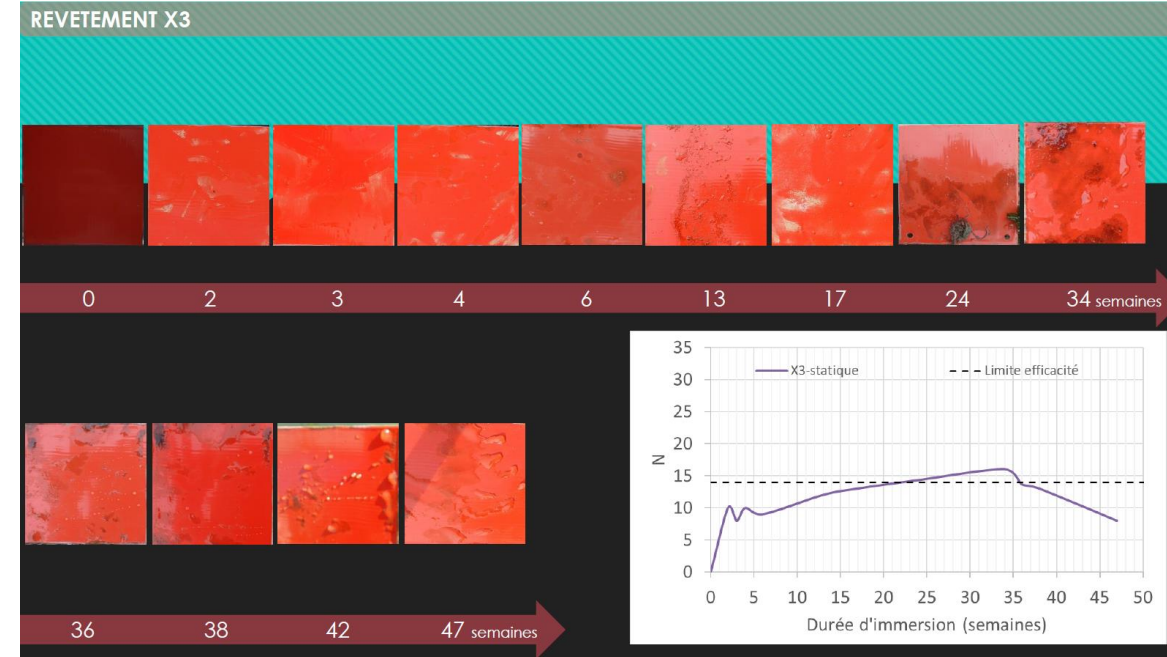 REVETEMENT X3
0 2 3 4 6 13 17 24 34 semaines
36 38 42 47 semaines
35
30
25
20
15
10
5
0
N
X3-statique
Limite efficacité
0 5 10 15 20 25 30 35 40 45 50
Durée d'immersion (semaines)